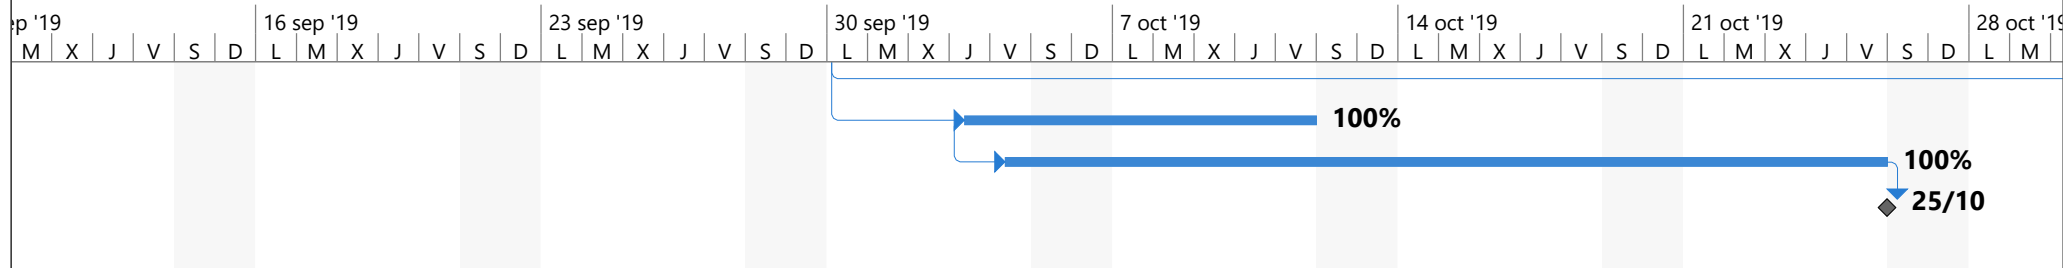 ep '19 16 sep '19 23 sep '19 30 sep '19 7 oct '19 14 oct '19 21 oct '19 28 oct '19
M X J V S D L M X J V S D L M X J V S D L M X J V S D L M X J V S D L M X J V S D L M X J V S D L M
100%
100%
25/10